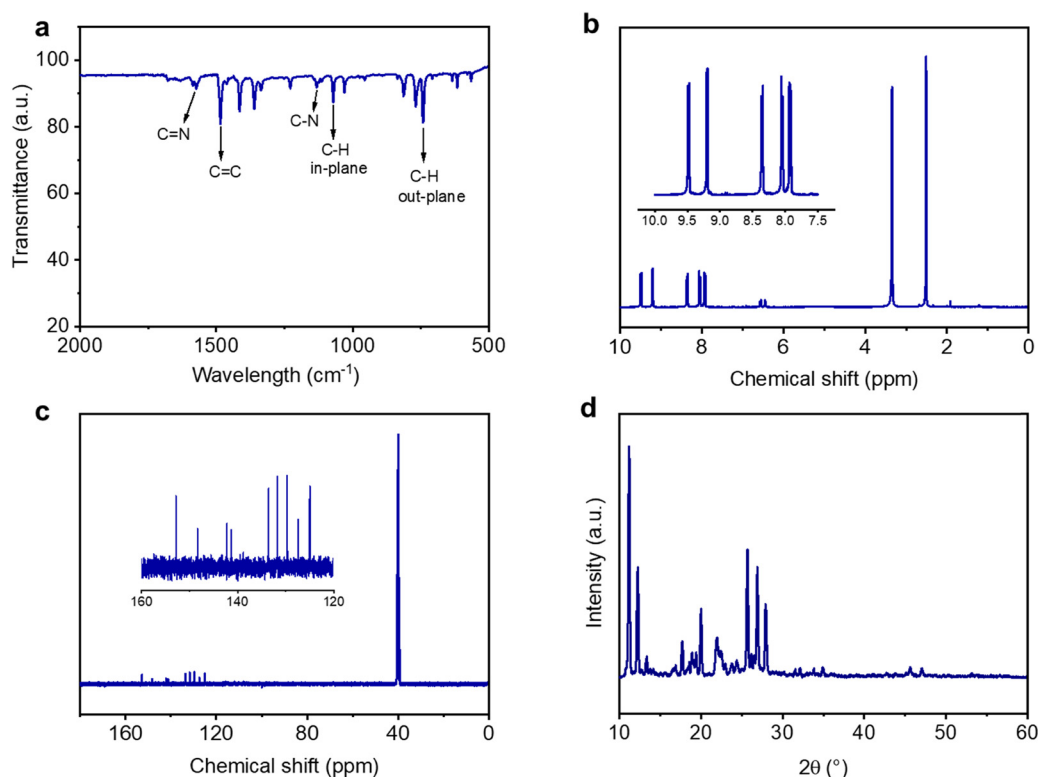 a
100
80
60
40
20
Transmittance (a.u.)
C=N
C=C
C-N
C-H
in-plane
C-H
out-plane
2000
1500
1000
500
Wavelength (cm⁻¹)
b
10.0
9.5
9.0
8.5
8.0
7.5
10
8
6
4
2
0
Chemical shift (ppm)
c
160
140
120
160
120
80
40
0
Chemical shift (ppm)
d
Intensity (a.u.)
10
20
30
40
50
60
2θ (°)